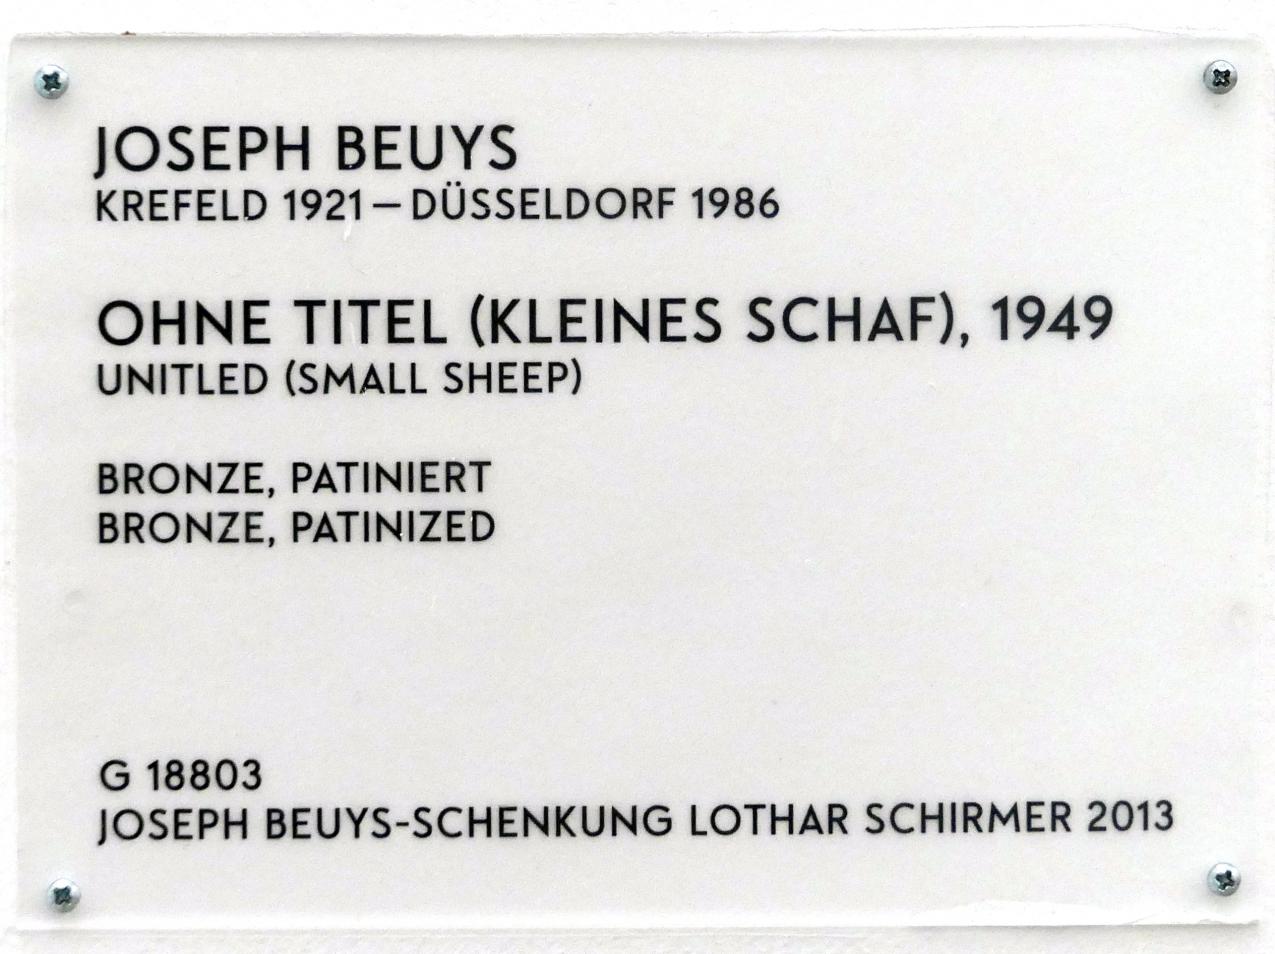 JOSEPH BEUYS
KREFELD 1921 – DÜSSELDORF 1986
OHNE TITEL (KLEINES SCHAF), 1949
UNITLED (SMALL SHEEP)
BRONZE, PATINIERT
BRONZE, PATINIZED
G 18803
JOSEPH BEUYS-SCHENKUNG LOTHAR SCHIRMER 2013